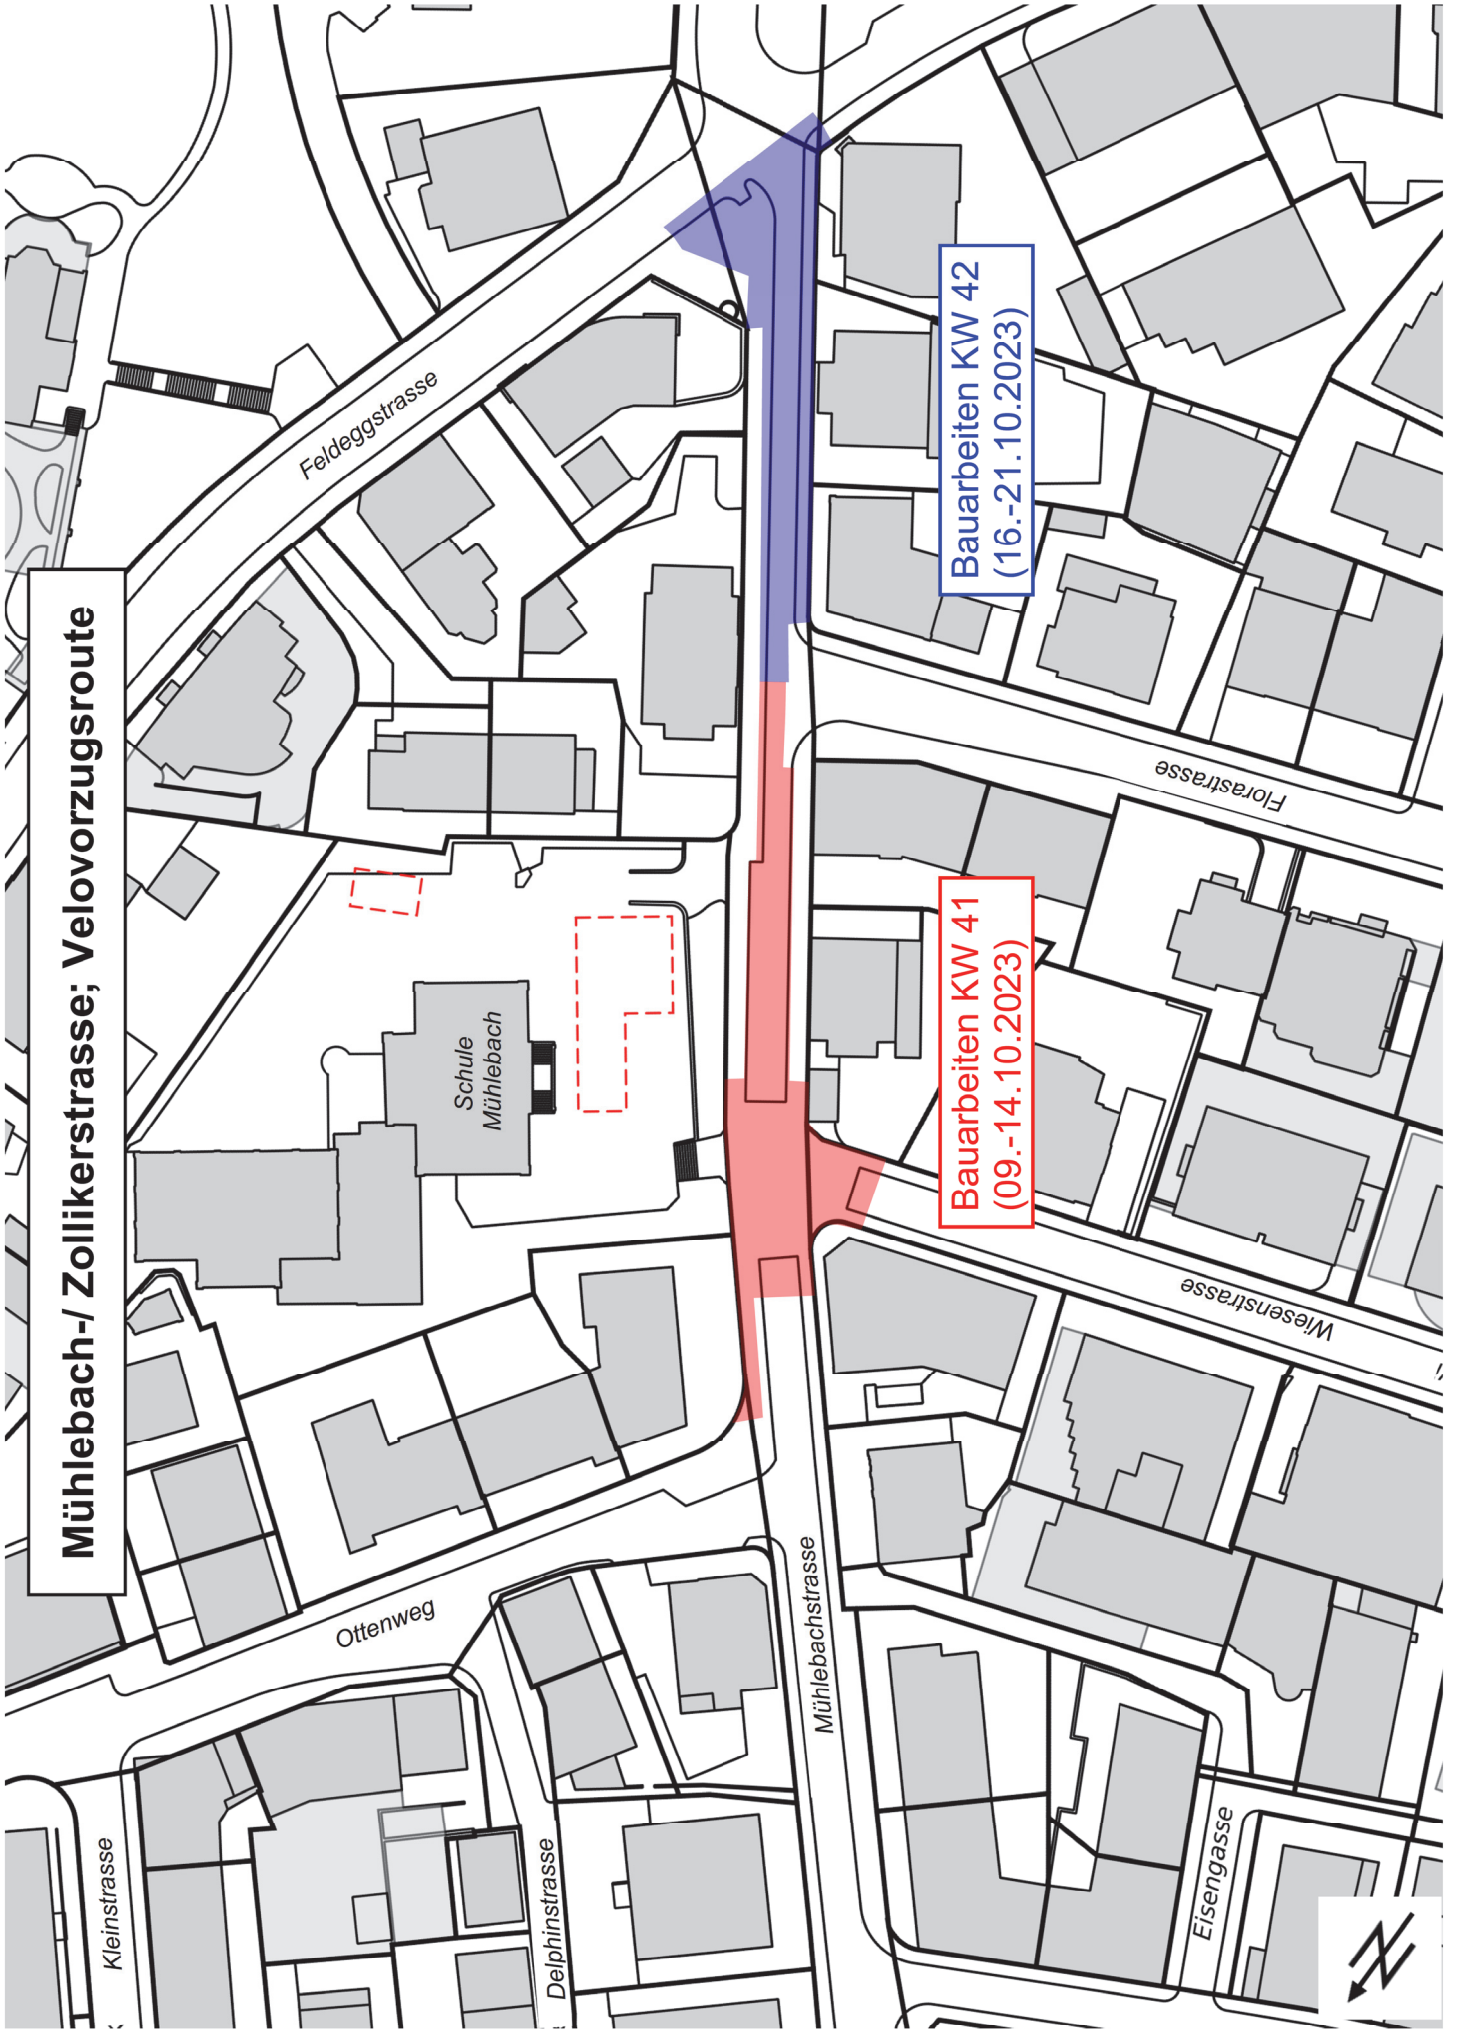 Mühlebach-/ Zollikerstrasse; Velovorzugsroute
Feldeggstrasse
Bauarbeiten KW 42
(16.-21.10.2023)
Florastrasse
Schule
Mühlebach
Bauarbeiten KW 41
(09.-14.10.2023)
Wiesenstrasse
Ottenweg
Mühlebachstrasse
Kleinstrasse
Delphinstrasse
Eisengasse